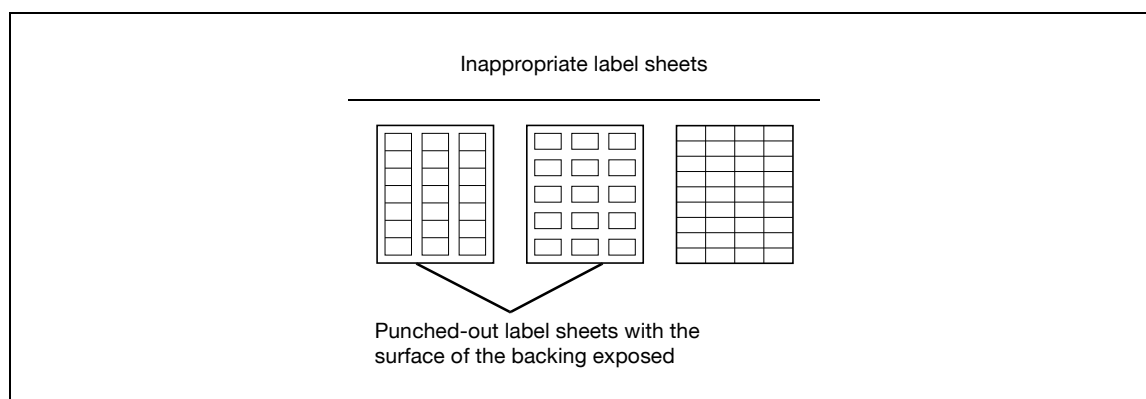 Inappropriate label sheets
Punched-out label sheets with the
surface of the backing exposed